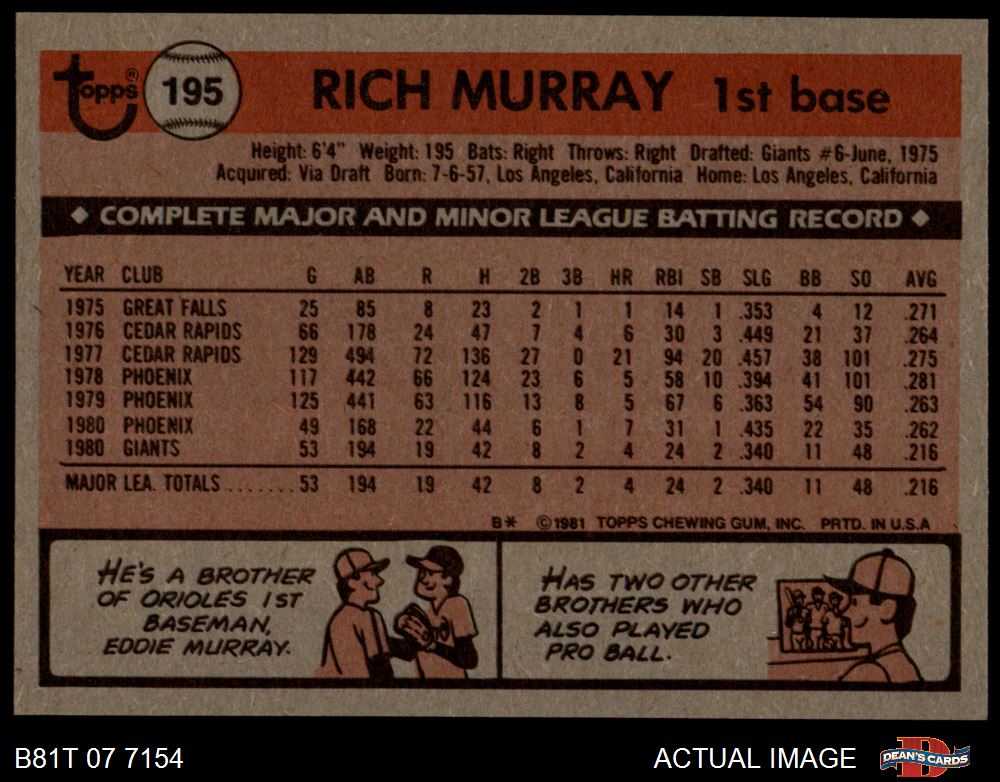 Topps® 195 RICH MURRAY 1st base
Height: 6'4" Weight: 195 Bats: Right Throws: Right Drafted: Giants #6-June, 1975
Acquired: Via Draft Born: 7-6-57, Los Angeles, California Home: Los Angeles, California
◆ COMPLETE MAJOR AND MINOR LEAGUE BATTING RECORD ◆
YEAR CLUB G AB R H 2B 3B HR RBI SB SLG BB SO AVG
1975 GREAT FALLS 25 85 8 23 2 1 1 14 1 .353 4 12 .271
1976 CEDAR RAPIDS 66 178 24 47 7 4 6 30 3 .449 21 37 .264
1977 CEDAR RAPIDS 129 494 72 136 27 0 21 94 20 .457 38 101 .275
1978 PHOENIX 117 442 66 124 23 6 5 58 10 .394 41 101 .281
1979 PHOENIX 125 441 63 116 13 8 5 67 6 .363 54 90 .263
1980 PHOENIX 49 168 22 44 6 1 7 31 1 .435 22 35 .262
1980 GIANTS 53 194 19 42 8 2 4 24 2 .340 11 48 .216
MAJOR LEA. TOTALS........53 194 19 42 8 2 4 24 2 .340 11 48 .216
B* ©1981 TOPPS CHEWING GUM, INC. PRTD. IN U.S.A
HE'S A BROTHER
OF ORIOLES 1ST
BASEMAN,
EDDIE MURRAY.
HAS TWO OTHER
BROTHERS WHO
ALSO PLAYED
PRO BALL.
B81T 07 7154
ACTUAL IMAGE
DEAN'S CARDS